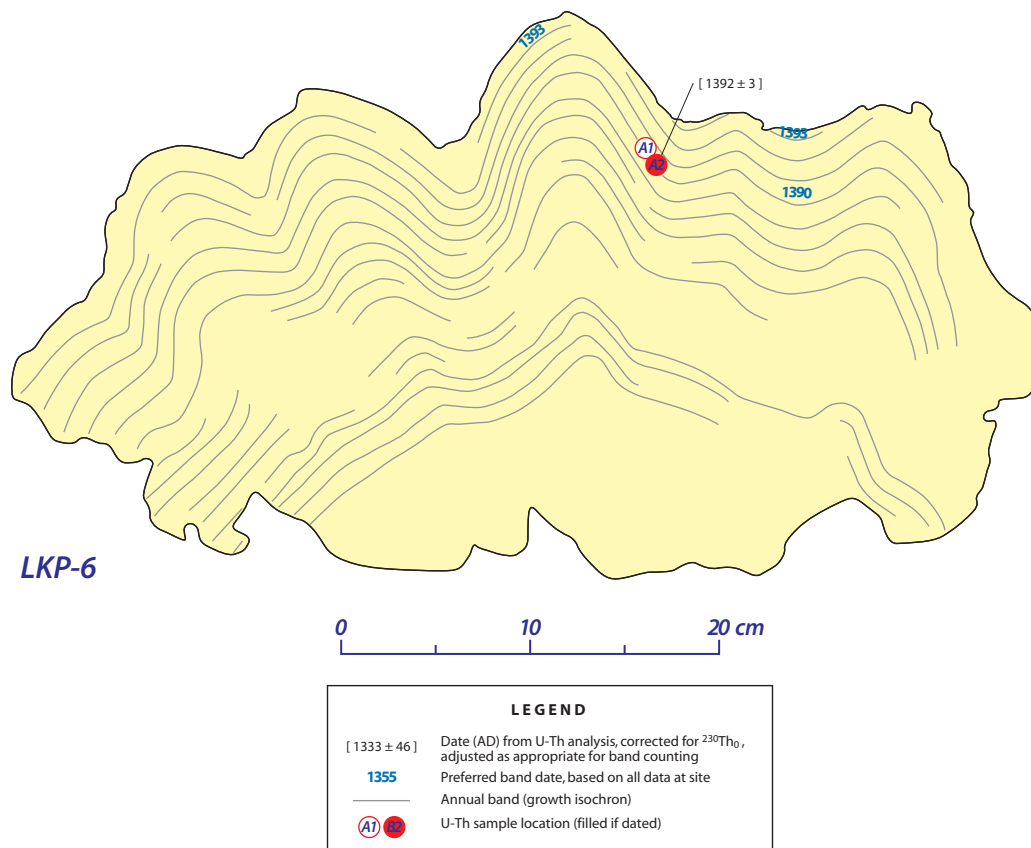 1393
[ 1392 ± 3 ]
1393
A1
A2
1390
LKP-6
0 10 20 cm
LEGEND
[ 1333 ± 46 ] Date (AD) from U-Th analysis, corrected for ²³⁰Th₀ ,
adjusted as appropriate for band counting
1355 Preferred band date, based on all data at site
Annual band (growth isochron)
A1 B2 U-Th sample location (filled if dated)